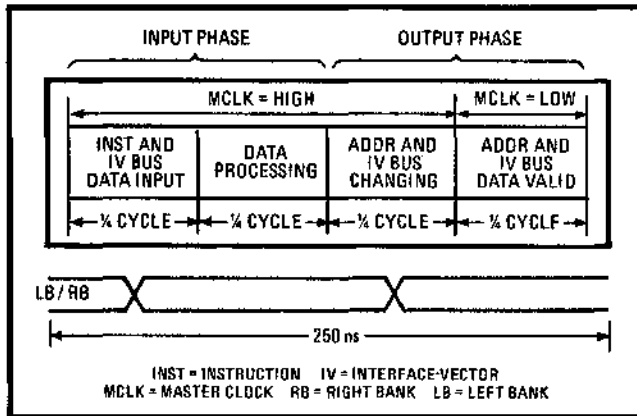 INPUT PHASE OUTPUT PHASE
MCLK = HIGH MCLK = LOW
INST AND IV BUS DATA INPUT
DATA PROCESSING
ADDR AND IV BUS CHANGING
ADDR AND IV BUS DATA VALID
¼ CYCLE ¼ CYCLE ¼ CYCLE ¼ CYCLE
LB / RB
250 ns
INST = INSTRUCTION IV = INTERFACE-VECTOR
MCLK = MASTER CLOCK RB = RIGHT BANK LB = LEFT BANK